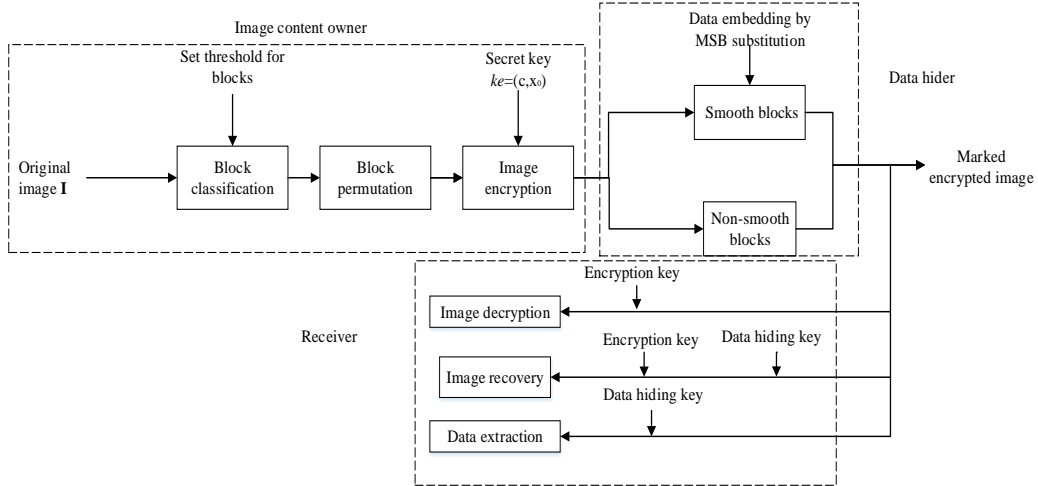 Image content owner
Set threshold for
blocks
Secret key
ke=(c,x₀)
Original
image I
Block
classification
Block
permutation
Image
encryption
Data embedding by
MSB substitution
Data hider
Smooth blocks
Non-smooth
blocks
Marked
encrypted image
Receiver
Encryption key
Image decryption
Encryption key
Data hiding key
Image recovery
Data hiding key
Data extraction